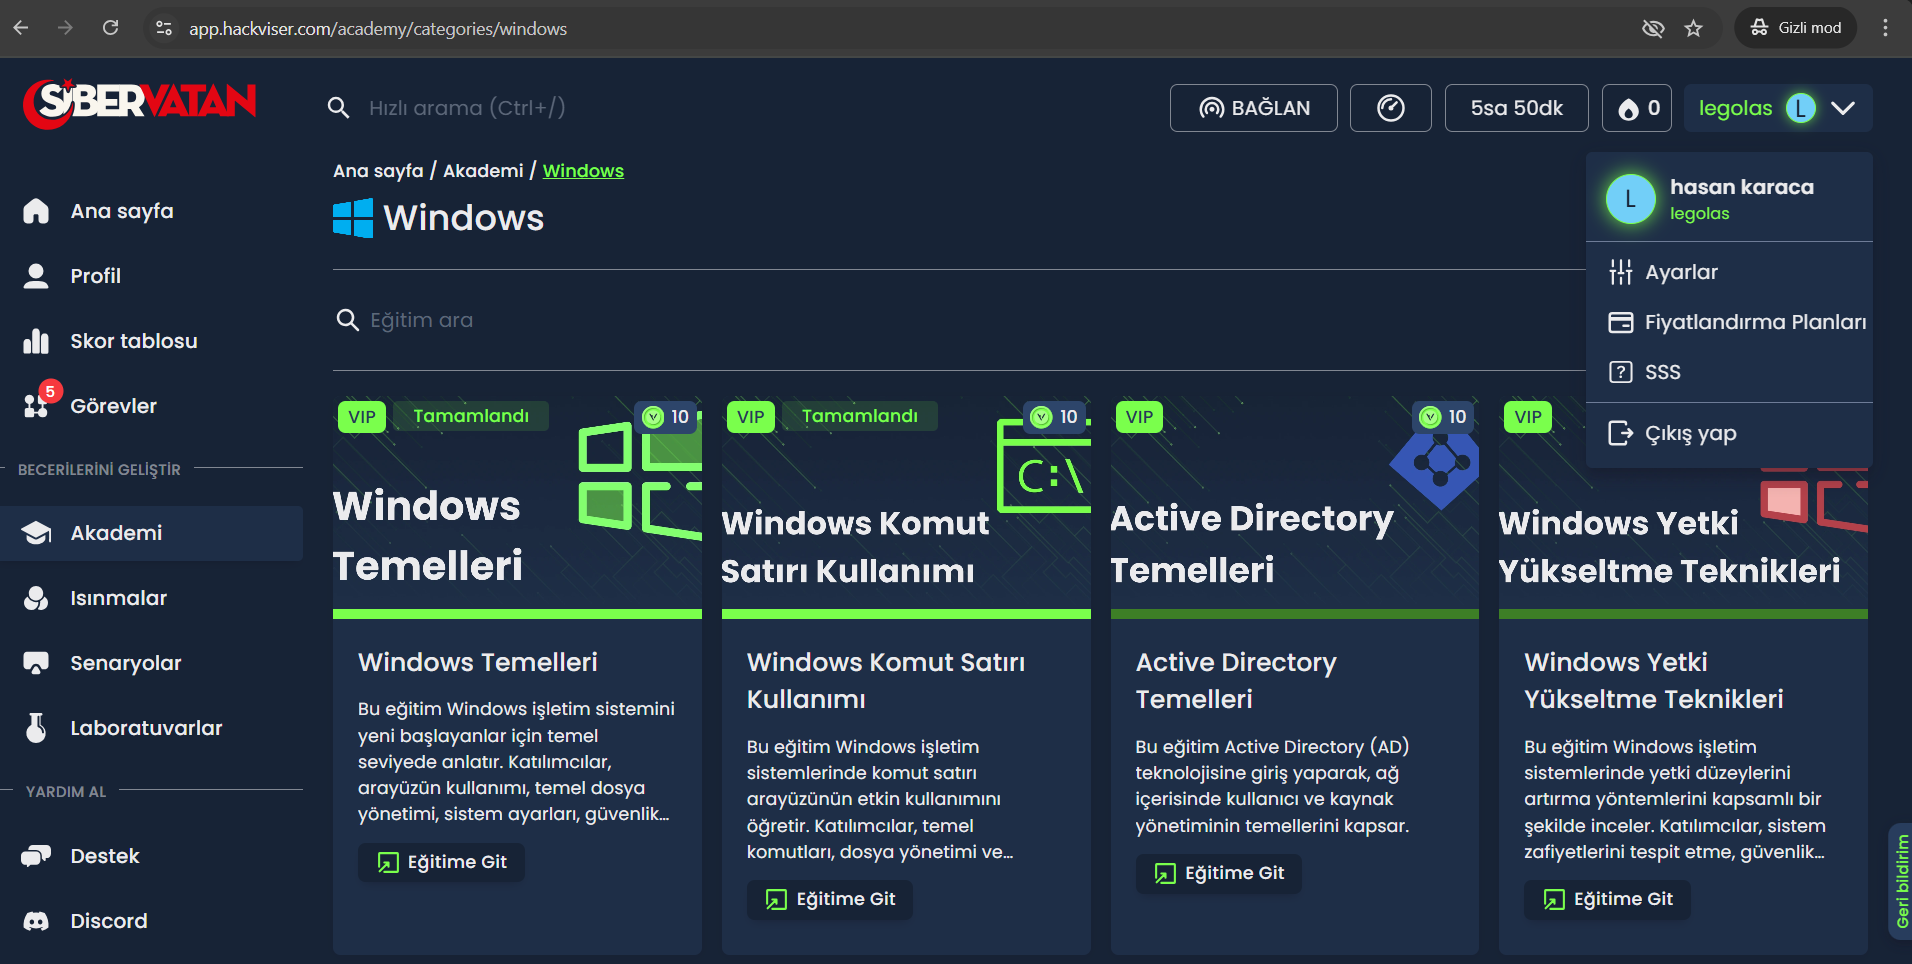 app.hackviser.com/academy/categories/windows
Gizli mod
SİBERVATAN
Hızlı arama (Ctrl+/)
BAĞLAN
5sa 50dk
0
legolas
L
Ana sayfa / Akademi / Windows
Windows
L
hasan karaca
legolas
Ayarlar
Fiyatlandırma Planları
SSS
Çıkış yap
Ana sayfa
Profil
Skor tablosu
5
Görevler
BECERİLERİNİ GELİŞTİR
Akademi
Isınmalar
Senaryolar
Laboratuvarlar
YARDIM AL
Destek
Discord
Eğitim ara
VIP
Tamamlandı
10
Windows
Temelleri
Windows Temelleri
Bu eğitim Windows işletim sistemini
yeni başlayanlar için temel
seviyede anlatır. Katılımcılar,
arayüzün kullanımı, temel dosya
yönetimi, sistem ayarları, güvenlik...
Eğitime Git
VIP
Tamamlandı
10
C:\
Windows Komut
Satırı Kullanımı
Windows Komut Satırı
Kullanımı
Bu eğitim Windows işletim
sistemlerinde komut satırı
arayüzünün etkin kullanımını
öğretir. Katılımcılar, temel
komutları, dosya yönetimi ve...
Eğitime Git
VIP
10
Active Directory
Temelleri
Active Directory
Temelleri
Bu eğitim Active Directory (AD)
teknolojisine giriş yaparak, ağ
içerisinde kullanıcı ve kaynak
yönetiminin temellerini kapsar.
Eğitime Git
VIP
Windows Yetki
Yükseltme Teknikleri
Windows Yetki
Yükseltme Teknikleri
Bu eğitim Windows işletim
sistemlerinde yetki düzeylerini
artırma yöntemlerini kapsamlı bir
şekilde inceler. Katılımcılar, sistem
zafiyetlerini tespit etme, güvenlik...
Eğitime Git
Geri bildirim